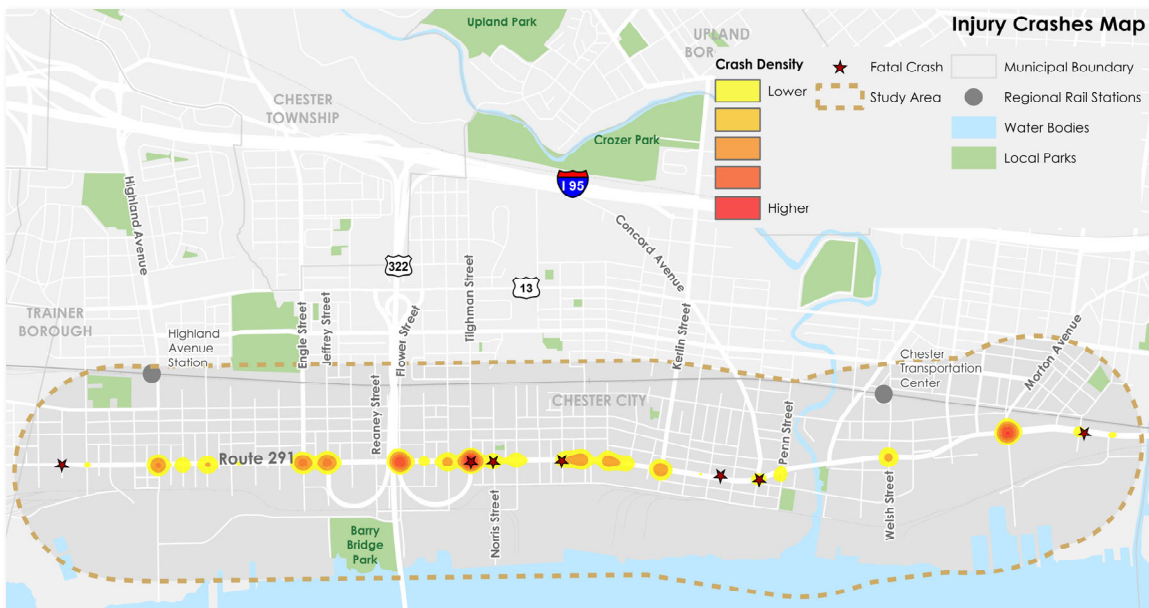 Injury Crashes Map
Crash Density
Lower
Higher
Fatal Crash
Study Area
Municipal Boundary
Regional Rail Stations
Water Bodies
Local Parks
Upland Park
UPLAND
BOR
CHESTER
TOWNSHIP
Crozer Park
I 95
Highland Avenue
Concord Avenue
322
13
Tilghman Street
Flower Street
Engle Street
Jeffrey Street
Kerlin Street
TRAINER
BOROUGH
Highland
Avenue
Station
Chester
Transportation
Center
Morton Avenue
Reaney Street
CHESTER CITY
Penn Street
Route 291
Norris Street
Welsh Street
Barry
Bridge
Park